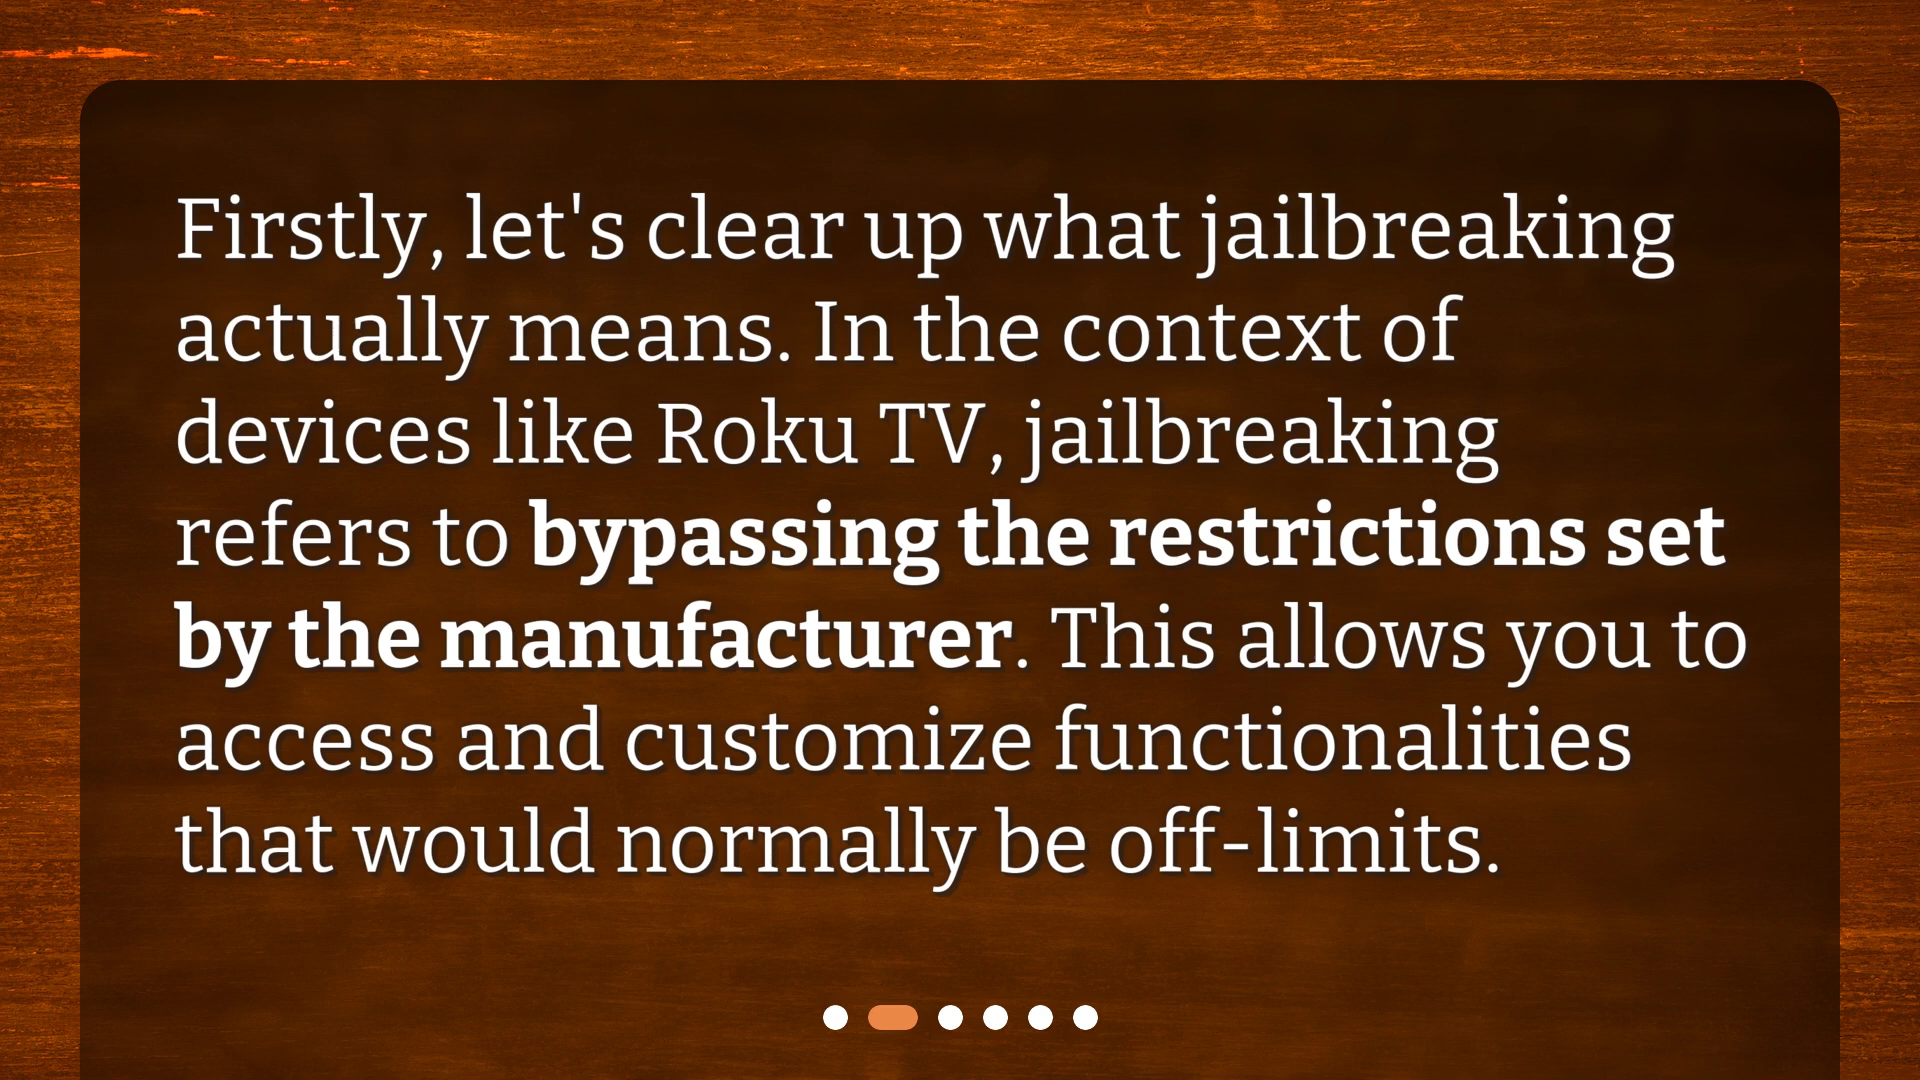 Firstly, let's clear up what jailbreaking
actually means. In the context of
devices like Roku TV, jailbreaking
refers to bypassing the restrictions set
by the manufacturer. This allows you to
access and customize functionalities
that would normally be off-limits.